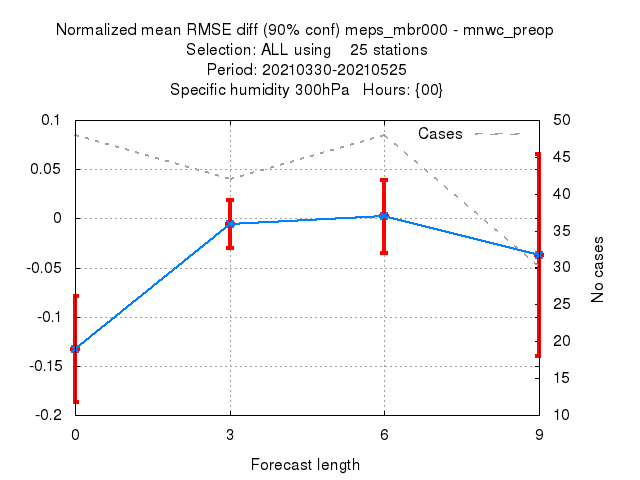 Normalized mean RMSE diff (90% conf) meps_mbr000 - mnwc_preop
Selection: ALL using    25 stations
Period: 20210330-20210525
Specific humidity 300hPa   Hours: {00}
0.1
0.05
0
-0.05
-0.1
-0.15
-0.2
Cases
50
45
40
35
30
25
20
15
10
No cases
0 3 6 9
Forecast length